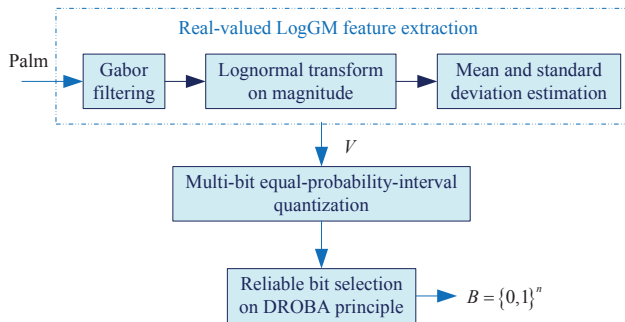 Real-valued LogGM feature extraction
Palm
Gabor
filtering
Lognormal transform
on magnitude
Mean and standard
deviation estimation
V
Multi-bit equal-probability-interval
quantization
Reliable bit selection
on DROBA principle
B = {0,1}^n